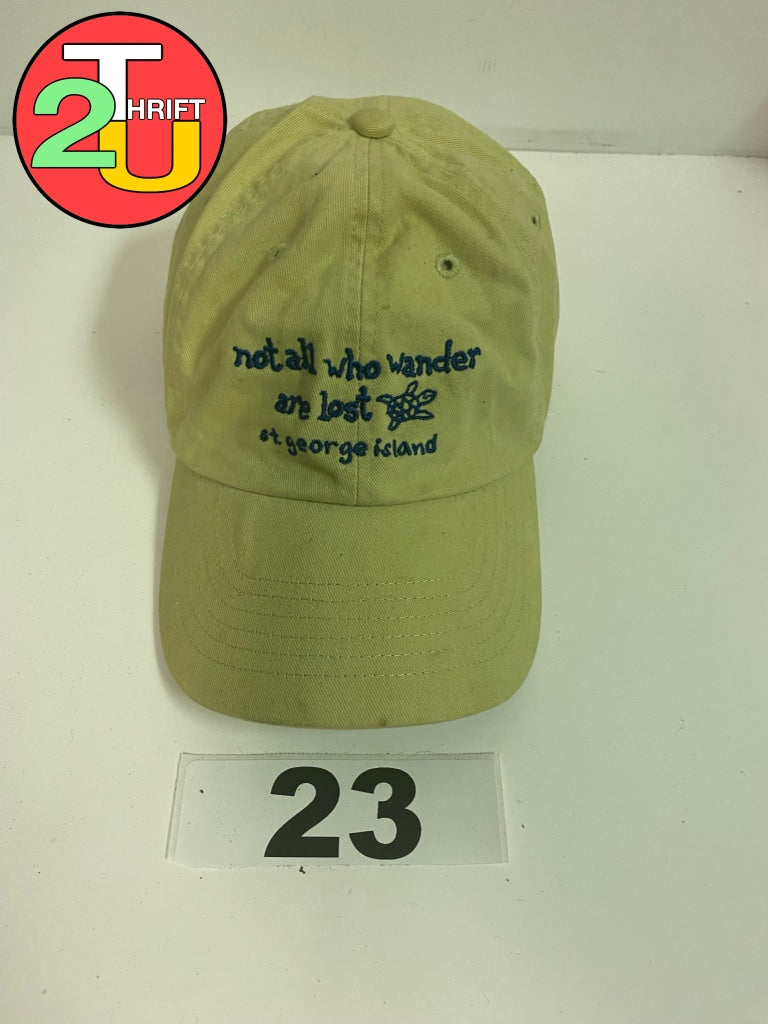 2 THRIFT U
not all who wander
are lost
st. george island
23